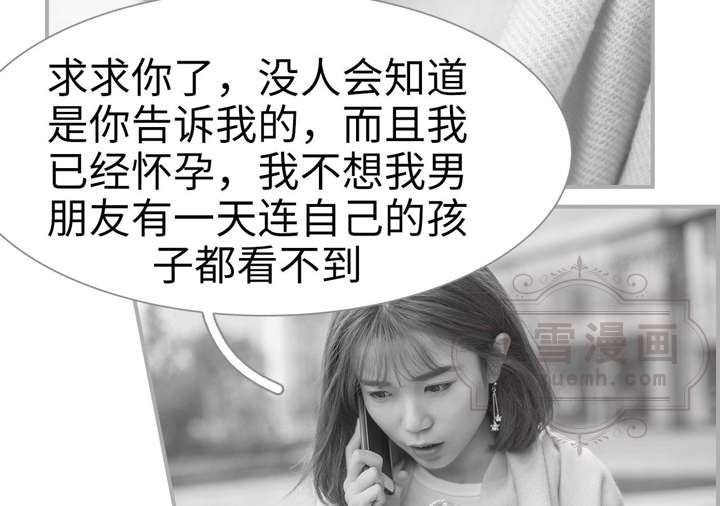 求求你了，没人会知道
是你告诉我的，而且我
已经怀孕，我不想我男
朋友有一天连自己的孩
子都看不到
雪漫画
uemh.com